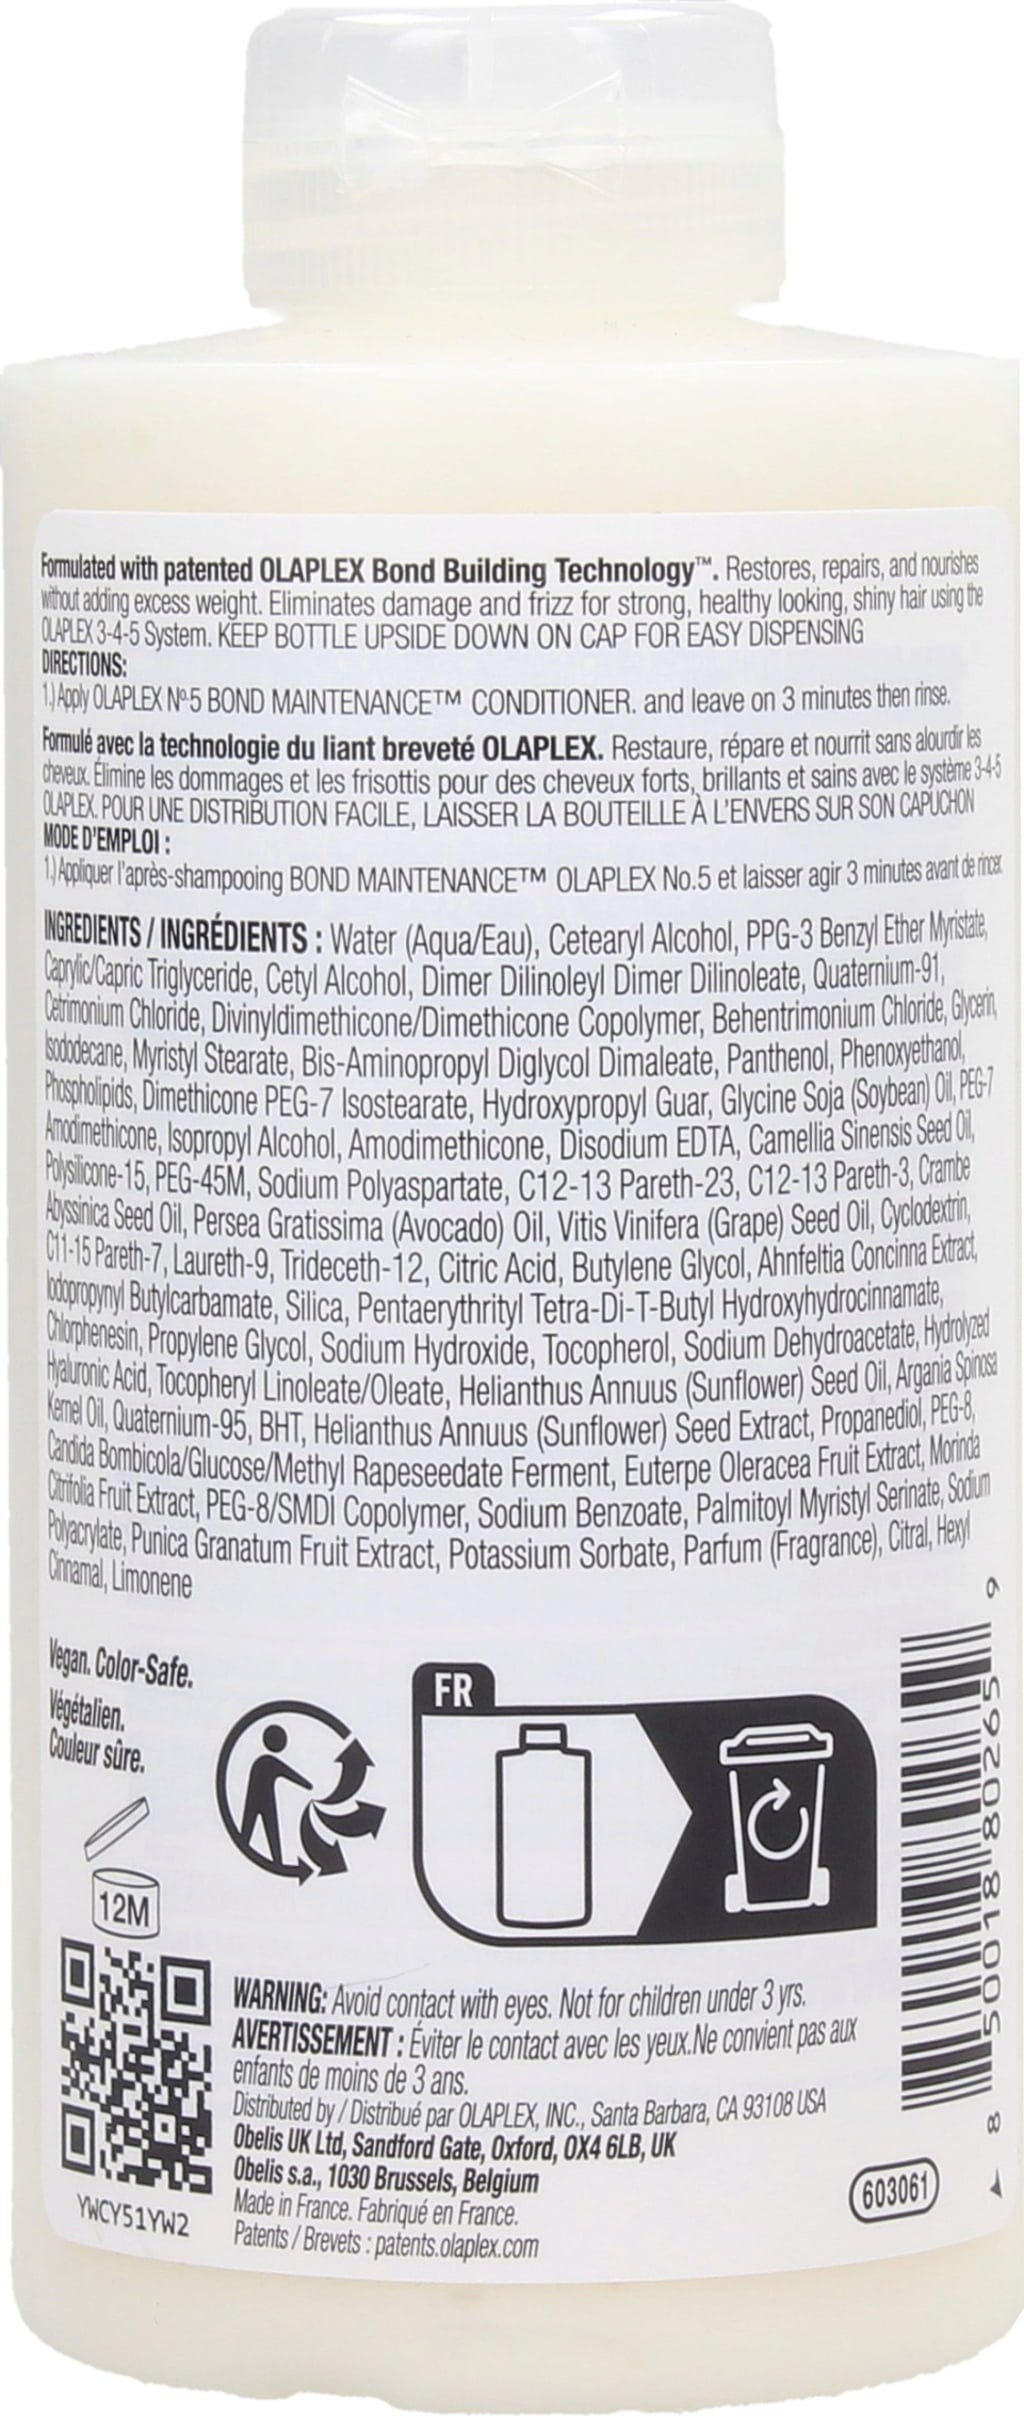 Formulated with patented OLAPLEX Bond Building Technology™. Restores, repairs, and nourishes
without adding excess weight. Eliminates damage and frizz for strong, healthy looking, shiny hair using the
OLAPLEX 3-4-5 System. KEEP BOTTLE UPSIDE DOWN ON CAP FOR EASY DISPENSING
DIRECTIONS:
1.) Apply OLAPLEX Nº5 BOND MAINTENANCE™ CONDITIONER. and leave on 3 minutes then rinse.
Formulé avec la technologie du liant breveté OLAPLEX. Restaure, répare et nourrit sans alourdir les
cheveux. Élimine les dommages et les frisottis pour des cheveux forts, brillants et sains avec le système 3-4-5
OLAPLEX. POUR UNE DISTRIBUTION FACILE, LAISSER LA BOUTEILLE À L'ENVERS SUR SON CAPUCHON
MODE D'EMPLOI :
1.) Appliquer l'après-shampooing BOND MAINTENANCE™ OLAPLEX No.5 et laisser agir 3 minutes avant de rincer.
INGREDIENTS / INGRÉDIENTS : Water (Aqua/Eau), Cetearyl Alcohol, PPG-3 Benzyl Ether Myristate,
Caprylic/Capric Triglyceride, Cetyl Alcohol, Dimer Dilinoleyl Dimer Dilinoleate, Quaternium-91,
Cetrimonium Chloride, Divinyldimethicone/Dimethicone Copolymer, Behentrimonium Chloride, Glycerin,
Isododecane, Myristyl Stearate, Bis-Aminopropyl Diglycol Dimaleate, Panthenol, Phenoxyethanol,
Phospholipids, Dimethicone PEG-7 Isostearate, Hydroxypropyl Guar, Glycine Soja (Soybean) Oil, PEG-7
Amodimethicone, Isopropyl Alcohol, Amodimethicone, Disodium EDTA, Camellia Sinensis Seed Oil,
Polysilicone-15, PEG-45M, Sodium Polyaspartate, C12-13 Pareth-23, C12-13 Pareth-3, Crambe
Abyssinica Seed Oil, Persea Gratissima (Avocado) Oil, Vitis Vinifera (Grape) Seed Oil, Cyclodextrin,
C11-15 Pareth-7, Laureth-9, Trideceth-12, Citric Acid, Butylene Glycol, Ahnfeltia Concinna Extract,
Iodopropynyl Butylcarbamate, Silica, Pentaerythrityl Tetra-Di-T-Butyl Hydroxyhydrocinnamate,
Chlorphenesin, Propylene Glycol, Sodium Hydroxide, Tocopherol, Sodium Dehydroacetate, Hydrolyzed
Hyaluronic Acid, Tocopheryl Linoleate/Oleate, Helianthus Annuus (Sunflower) Seed Oil, Argania Spinosa
Kernel Oil, Quaternium-95, BHT, Helianthus Annuus (Sunflower) Seed Extract, Propanediol, PEG-8,
Candida Bombicola/Glucose/Methyl Rapeseedate Ferment, Euterpe Oleracea Fruit Extract, Morinda
Citrifolia Fruit Extract, PEG-8/SMDI Copolymer, Sodium Benzoate, Palmitoyl Myristyl Serinate, Sodium
Polyacrylate, Punica Granatum Fruit Extract, Potassium Sorbate, Parfum (Fragrance), Citral, Hexyl
Cinnamal, Limonene
Vegan. Color-Safe.
Végétalien.
Couleur sûre.
FR
12M
YWCY51YW2
WARNING: Avoid contact with eyes. Not for children under 3 yrs.
AVERTISSEMENT : Éviter le contact avec les yeux.Ne convient pas aux
enfants de moins de 3 ans.
Distributed by / Distribué par OLAPLEX, INC., Santa Barbara, CA 93108 USA
Obelis UK Ltd, Sandford Gate, Oxford, OX4 6LB, UK
Obelis s.a., 1030 Brussels, Belgium
Made in France. Fabriqué en France.
Patents / Brevets : patents.olaplex.com
603061
8 50018 80265 9